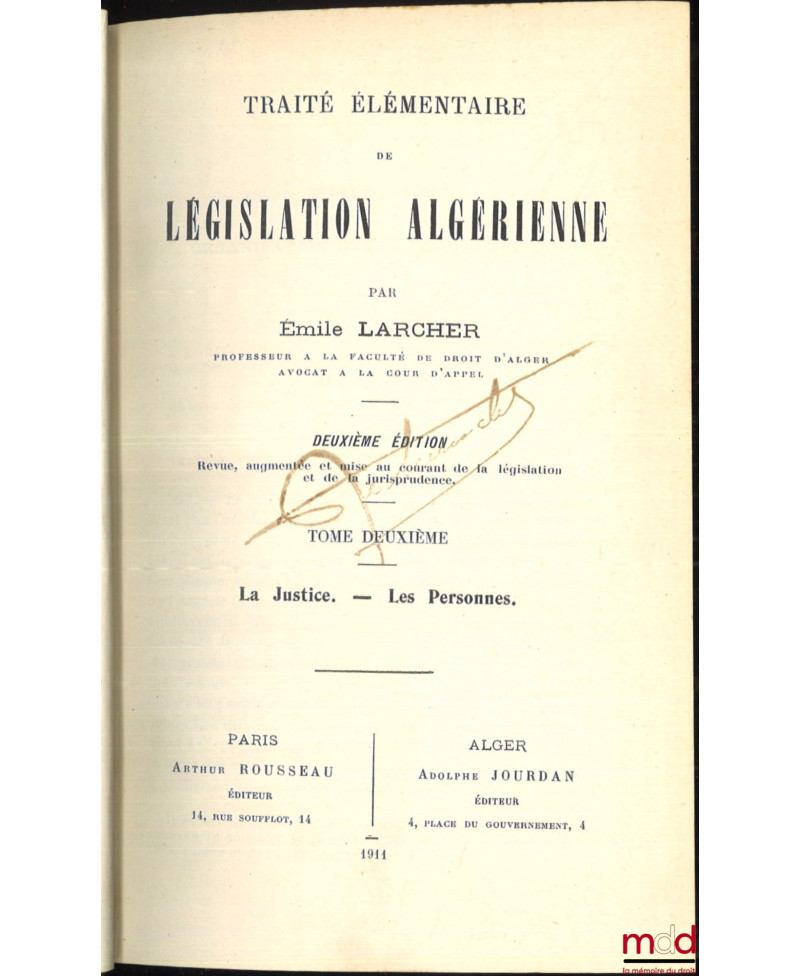 TRAITÉ ÉLÉMENTAIRE
DE
LÉGISLATION ALGÉRIENNE
PAR
Émile LARCHER
PROFESSEUR A LA FACULTÉ DE DROIT D'ALGER
AVOCAT A LA COUR D'APPEL
DEUXIÈME ÉDITION
Revue, augmentée et mise au courant de la législation
et de la jurisprudence.
TOME DEUXIÈME
La Justice. — Les Personnes.
PARIS
ARTHUR ROUSSEAU
ÉDITEUR
14, RUE SOUFFLOT, 14
ALGER
ADOLPHE JOURDAN
ÉDITEUR
4, PLACE DU GOUVERNEMENT, 4
1911
mdd
la mémoire du droit